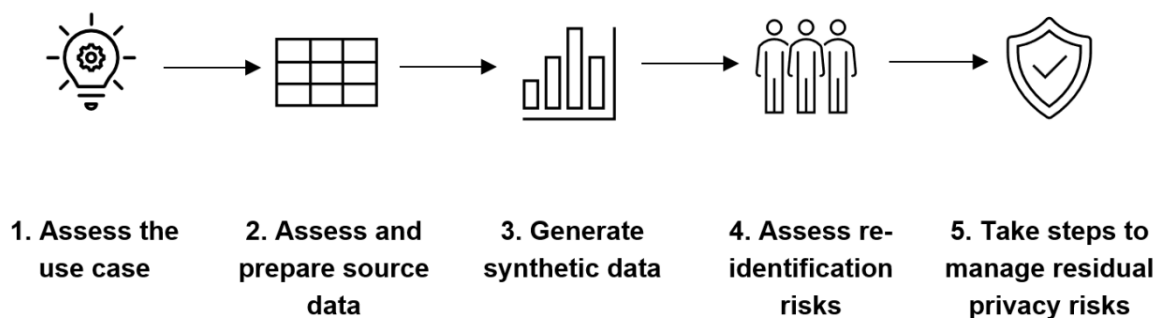 1. Assess the
use case
2. Assess and
prepare source
data
3. Generate
synthetic data
4. Assess re-
identification
risks
5. Take steps to
manage residual
privacy risks